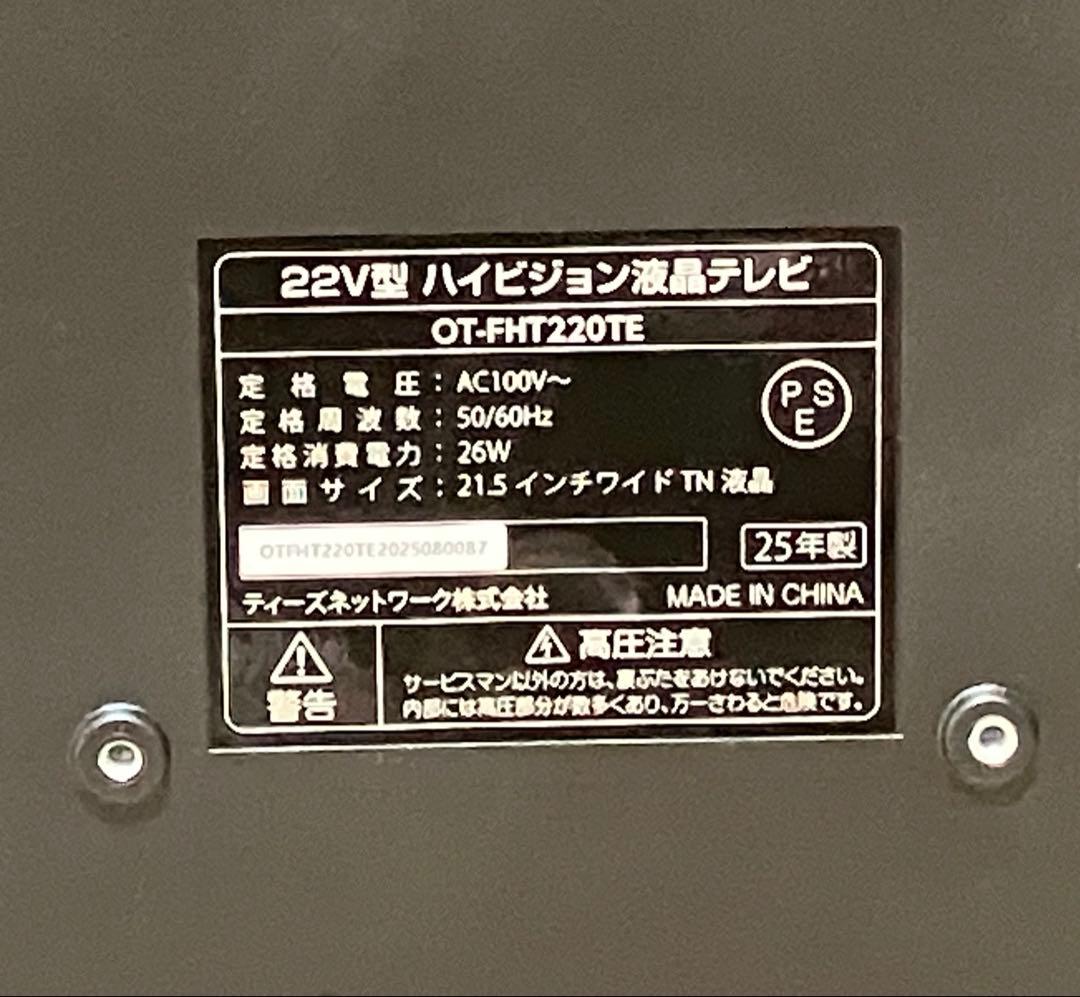 22V型 ハイビジョン液晶テレビ
OT-FHT220TE
定格電圧：AC100V～
定格周波数：50/60Hz
定格消費電力：26W
画面サイズ：21.5インチワイドTN液晶
PSE
OTFHT220TE2025080087
25年製
ティーズネットワーク株式会社
MADE IN CHINA
警告
高圧注意
サービスマン以外の方は、裏ぶたをあけないでください。
内部には高圧部分が数多くあり、万一さわると危険です。